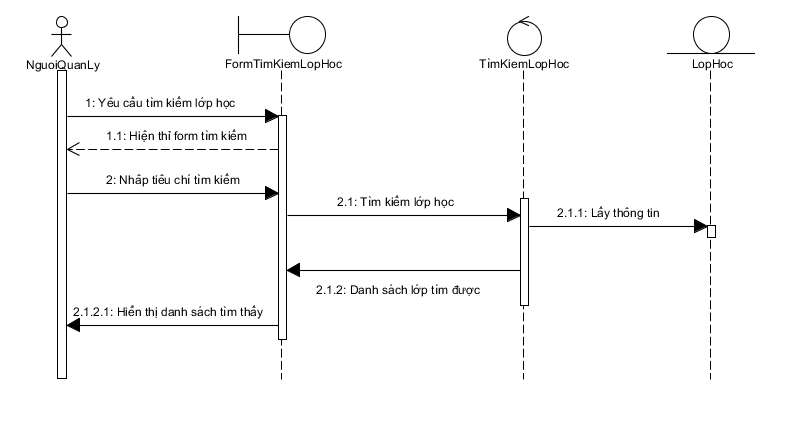 NguoiQuanLy
FormTimKiemLopHoc
TimKiemLopHoc
LopHoc
1: Yêu cầu tìm kiếm lớp học
1.1: Hiện thỉ form tìm kiếm
2: Nhâp tiêu chí tìm kiếm
2.1: Tìm kiếm lớp học
2.1.1: Lấy thông tin
2.1.2: Danh sách lớp tìm được
2.1.2.1: Hiển thị danh sách tìm thấy